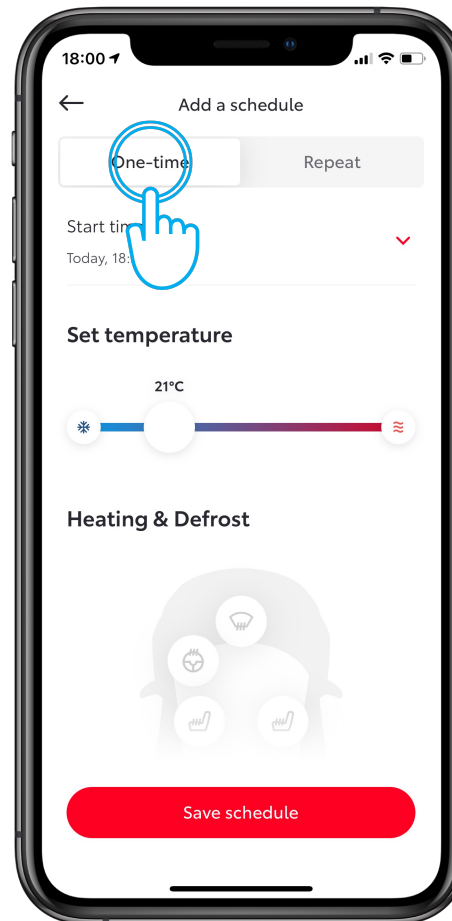 18:00
Add a schedule
One-time
Repeat
Start tim
Today, 18:
Set temperature
21°C
Heating & Defrost
Save schedule